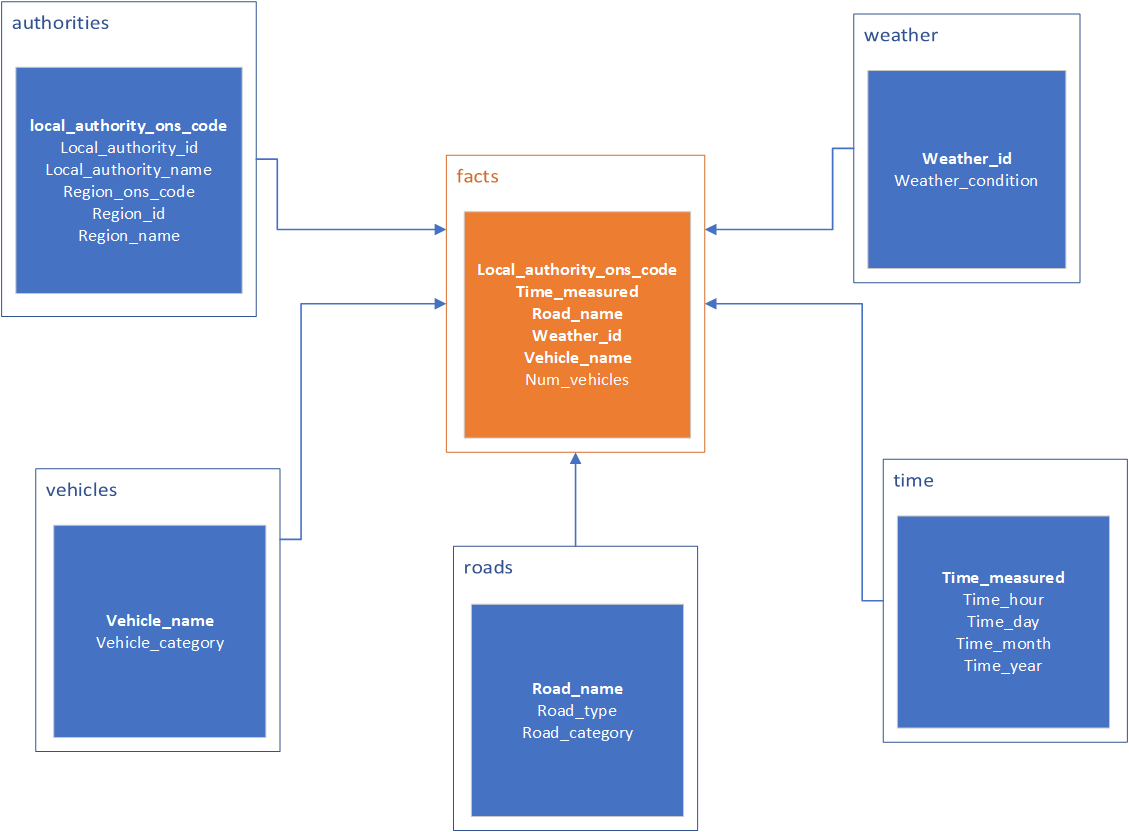 authorities
local_authority_ons_code
Local_authority_id
Local_authority_name
Region_ons_code
Region_id
Region_name
weather
Weather_id
Weather_condition
facts
Local_authority_ons_code
Time_measured
Road_name
Weather_id
Vehicle_name
Num_vehicles
vehicles
Vehicle_name
Vehicle_category
roads
Road_name
Road_type
Road_category
time
Time_measured
Time_hour
Time_day
Time_month
Time_year